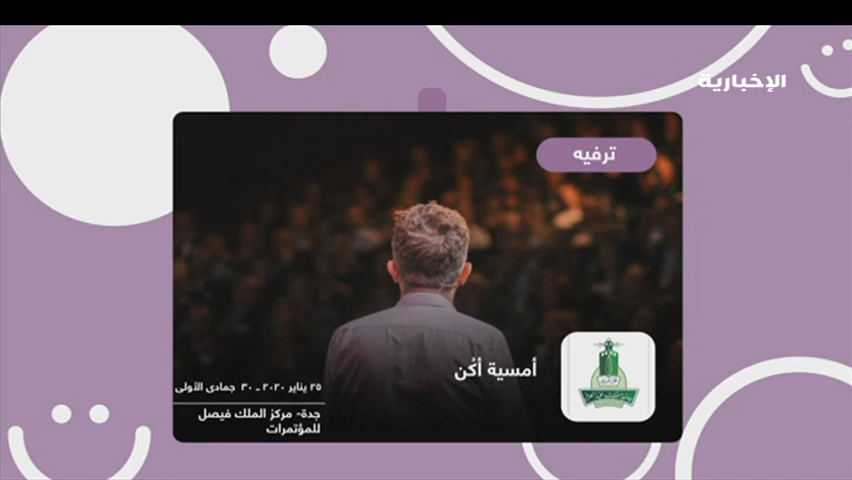 الإخبارية
ترفيه
أمسية أكُن
٢٥ يناير ٢٠٢٠ ـ ٣٠ جمادى الأولى
جدة- مركز الملك فيصل
للمؤتمرات